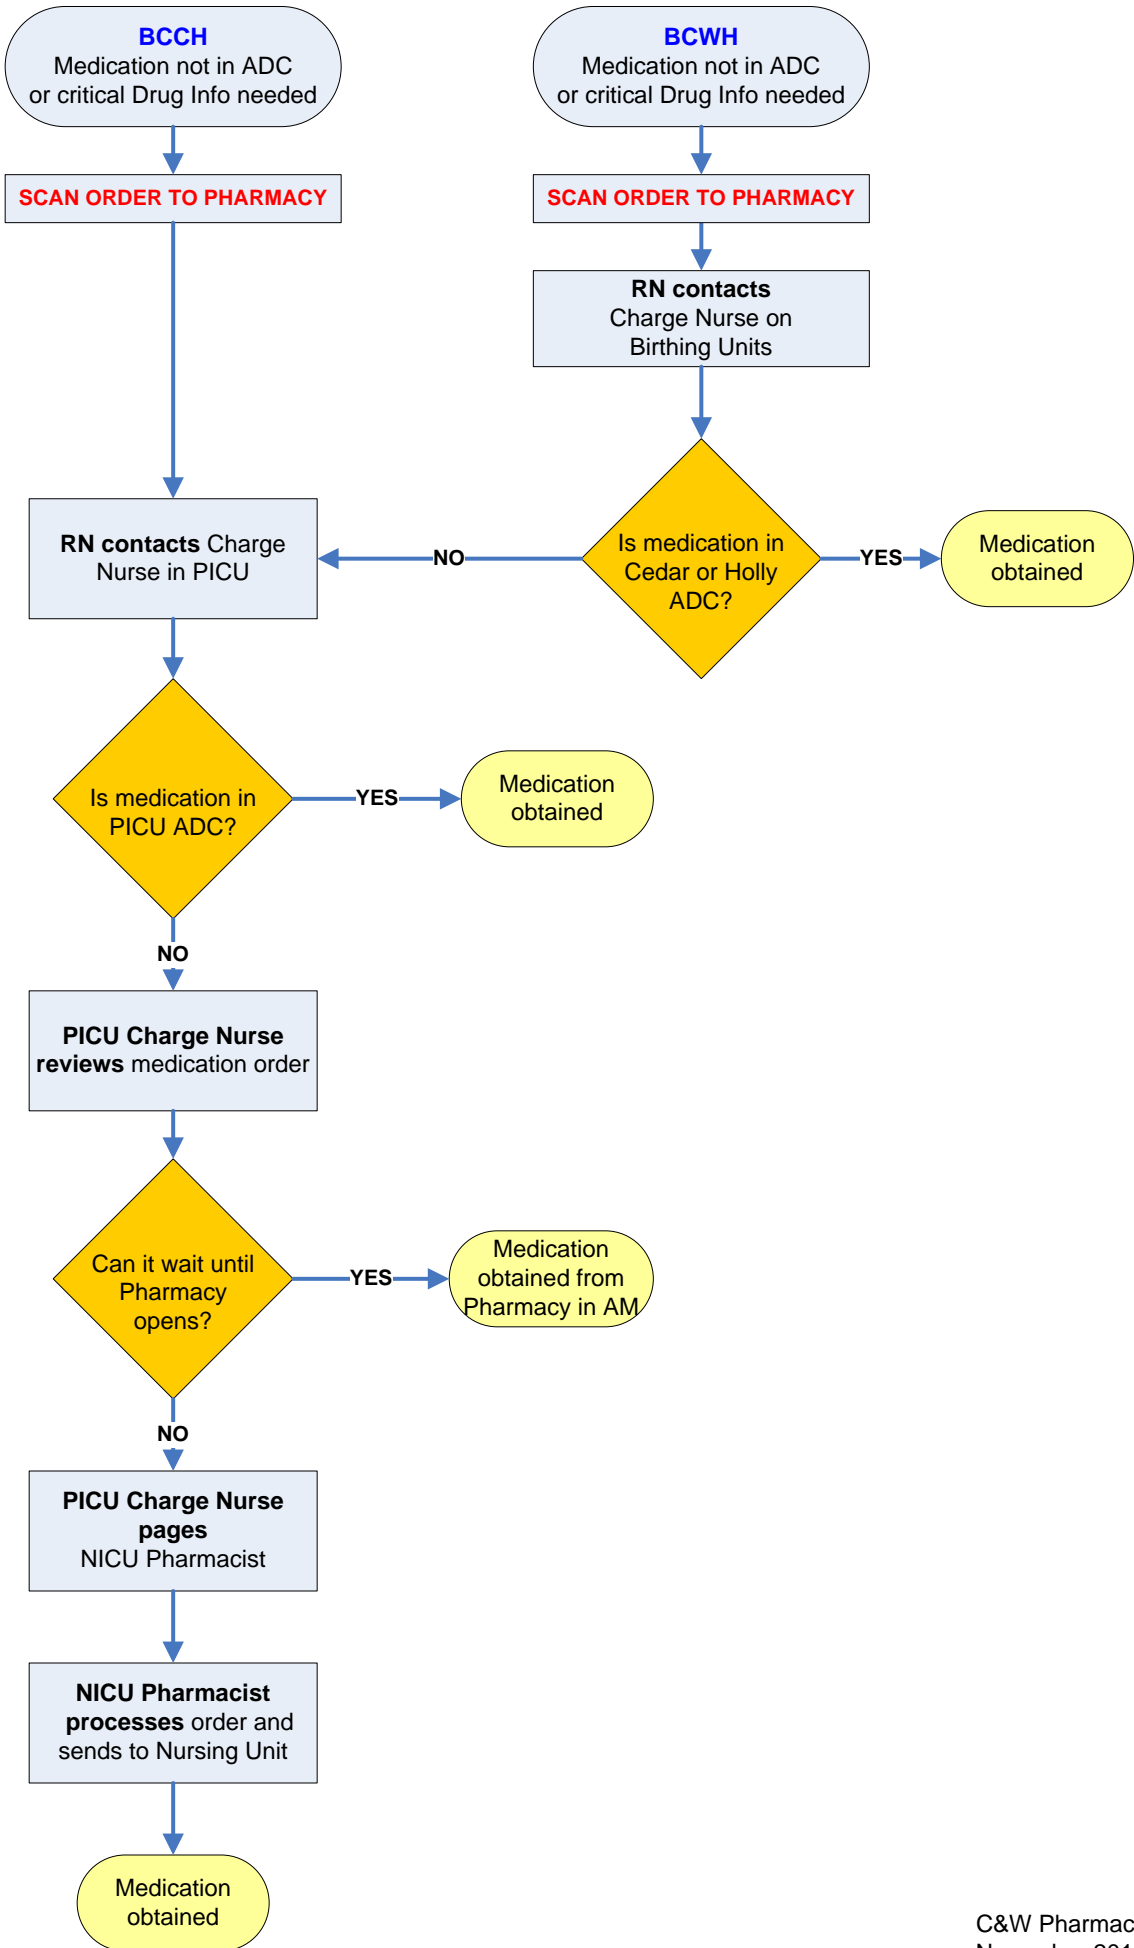 BCCH
Medication not in ADC
or critical Drug Info needed
BCWH
Medication not in ADC
or critical Drug Info needed
SCAN ORDER TO PHARMACY
SCAN ORDER TO PHARMACY
RN contacts
Charge Nurse on
Birthing Units
RN contacts Charge
Nurse in PICU
NO
Is medication in
Cedar or Holly
ADC?
YES
Medication
obtained
Is medication in
PICU ADC?
YES
Medication
obtained
NO
PICU Charge Nurse
reviews medication order
Can it wait until
Pharmacy
opens?
YES
Medication
obtained from
Pharmacy in AM
NO
PICU Charge Nurse
pages
NICU Pharmacist
NICU Pharmacist
processes order and
sends to Nursing Unit
Medication
obtained
C&W Pharmac